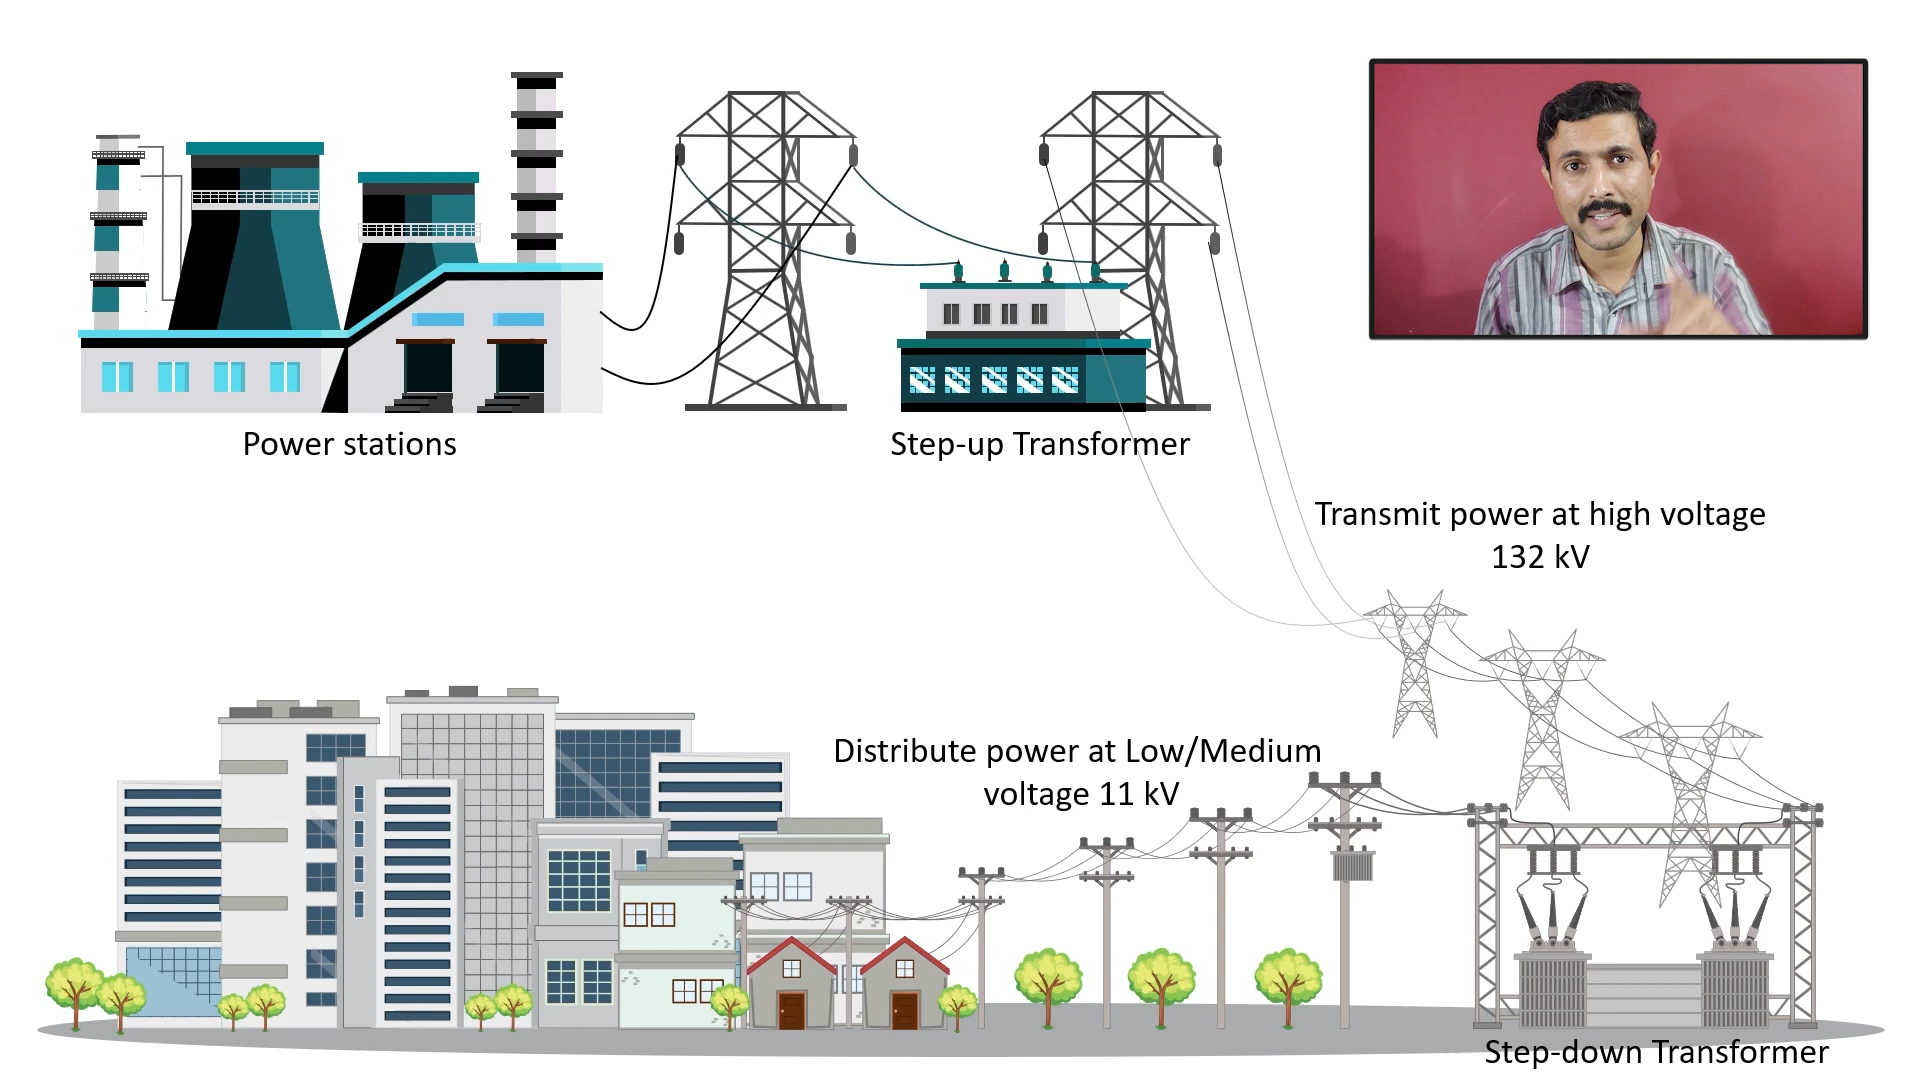 Power stations
Step-up Transformer
Transmit power at high voltage
132 kV
Distribute power at Low/Medium
voltage 11 kV
Step-down Transformer